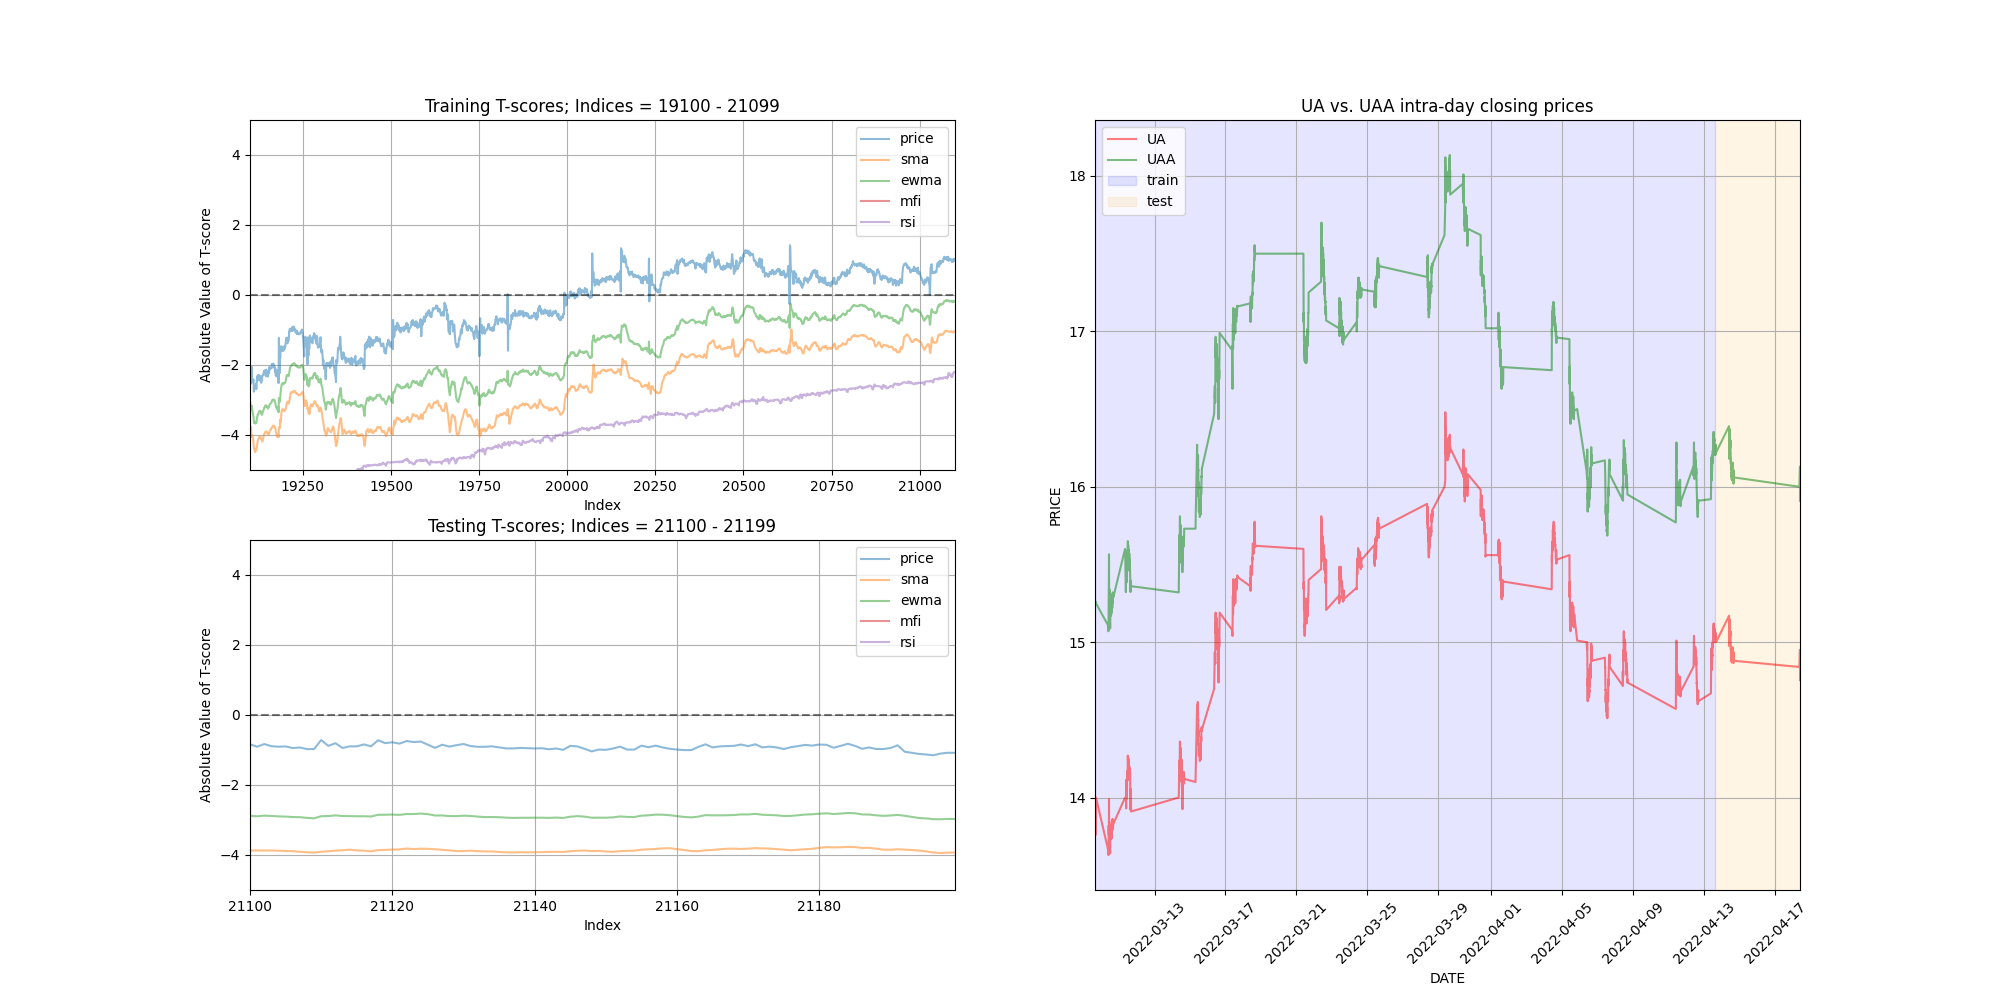 Training T-scores; Indices = 19100 - 21099
Absolute Value of T-score
4
2
0
−2
−4
price
sma
ewma
mfi
rsi
19250
19500
19750
20000
20250
20500
20750
21000
Index
Testing T-scores; Indices = 21100 - 21199
Absolute Value of T-score
4
2
0
−2
−4
price
sma
ewma
mfi
rsi
21100
21120
21140
21160
21180
Index
UA vs. UAA intra-day closing prices
UA
UAA
train
test
PRICE
18
17
16
15
14
2022-03-13
2022-03-17
2022-03-21
2022-03-25
2022-03-29
2022-04-01
2022-04-05
2022-04-09
2022-04-13
2022-04-17
DATE